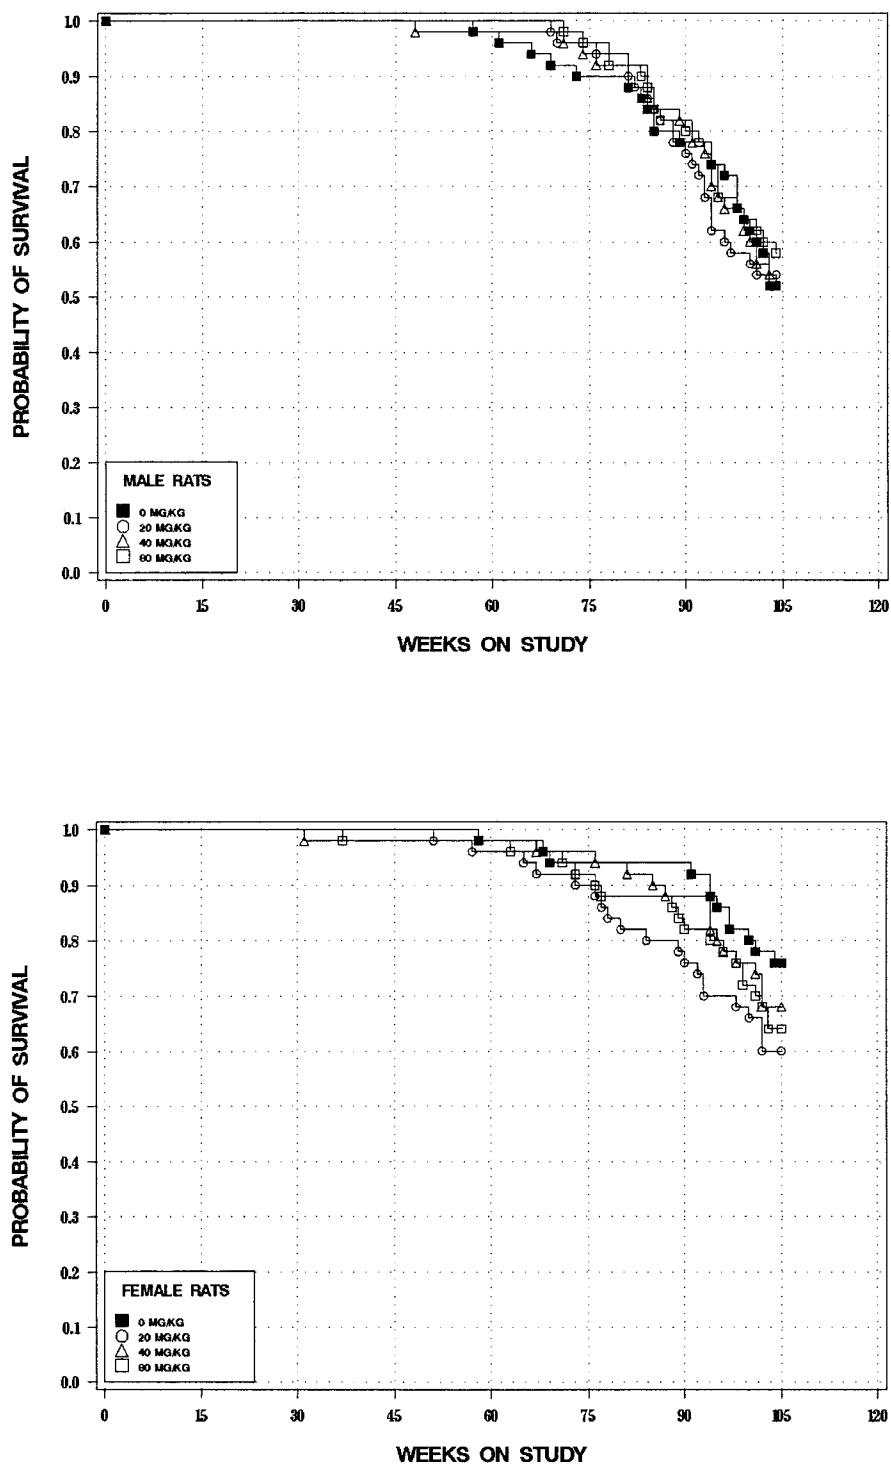 1.0
0.9
0.8
0.7
0.6
0.5
0.4
0.3
0.2
0.1
0.0
PROBABILITY OF SURVIVAL
MALE RATS
0 MG/KG
20 MG/KG
40 MG/KG
80 MG/KG
0 15 30 45 60 75 90 105 120
WEEKS ON STUDY
1.0
0.9
0.8
0.7
0.6
0.5
0.4
0.3
0.2
0.1
0.0
PROBABILITY OF SURVIVAL
FEMALE RATS
0 MG/KG
20 MG/KG
40 MG/KG
80 MG/KG
0 15 30 45 60 75 90 105 120
WEEKS ON STUDY